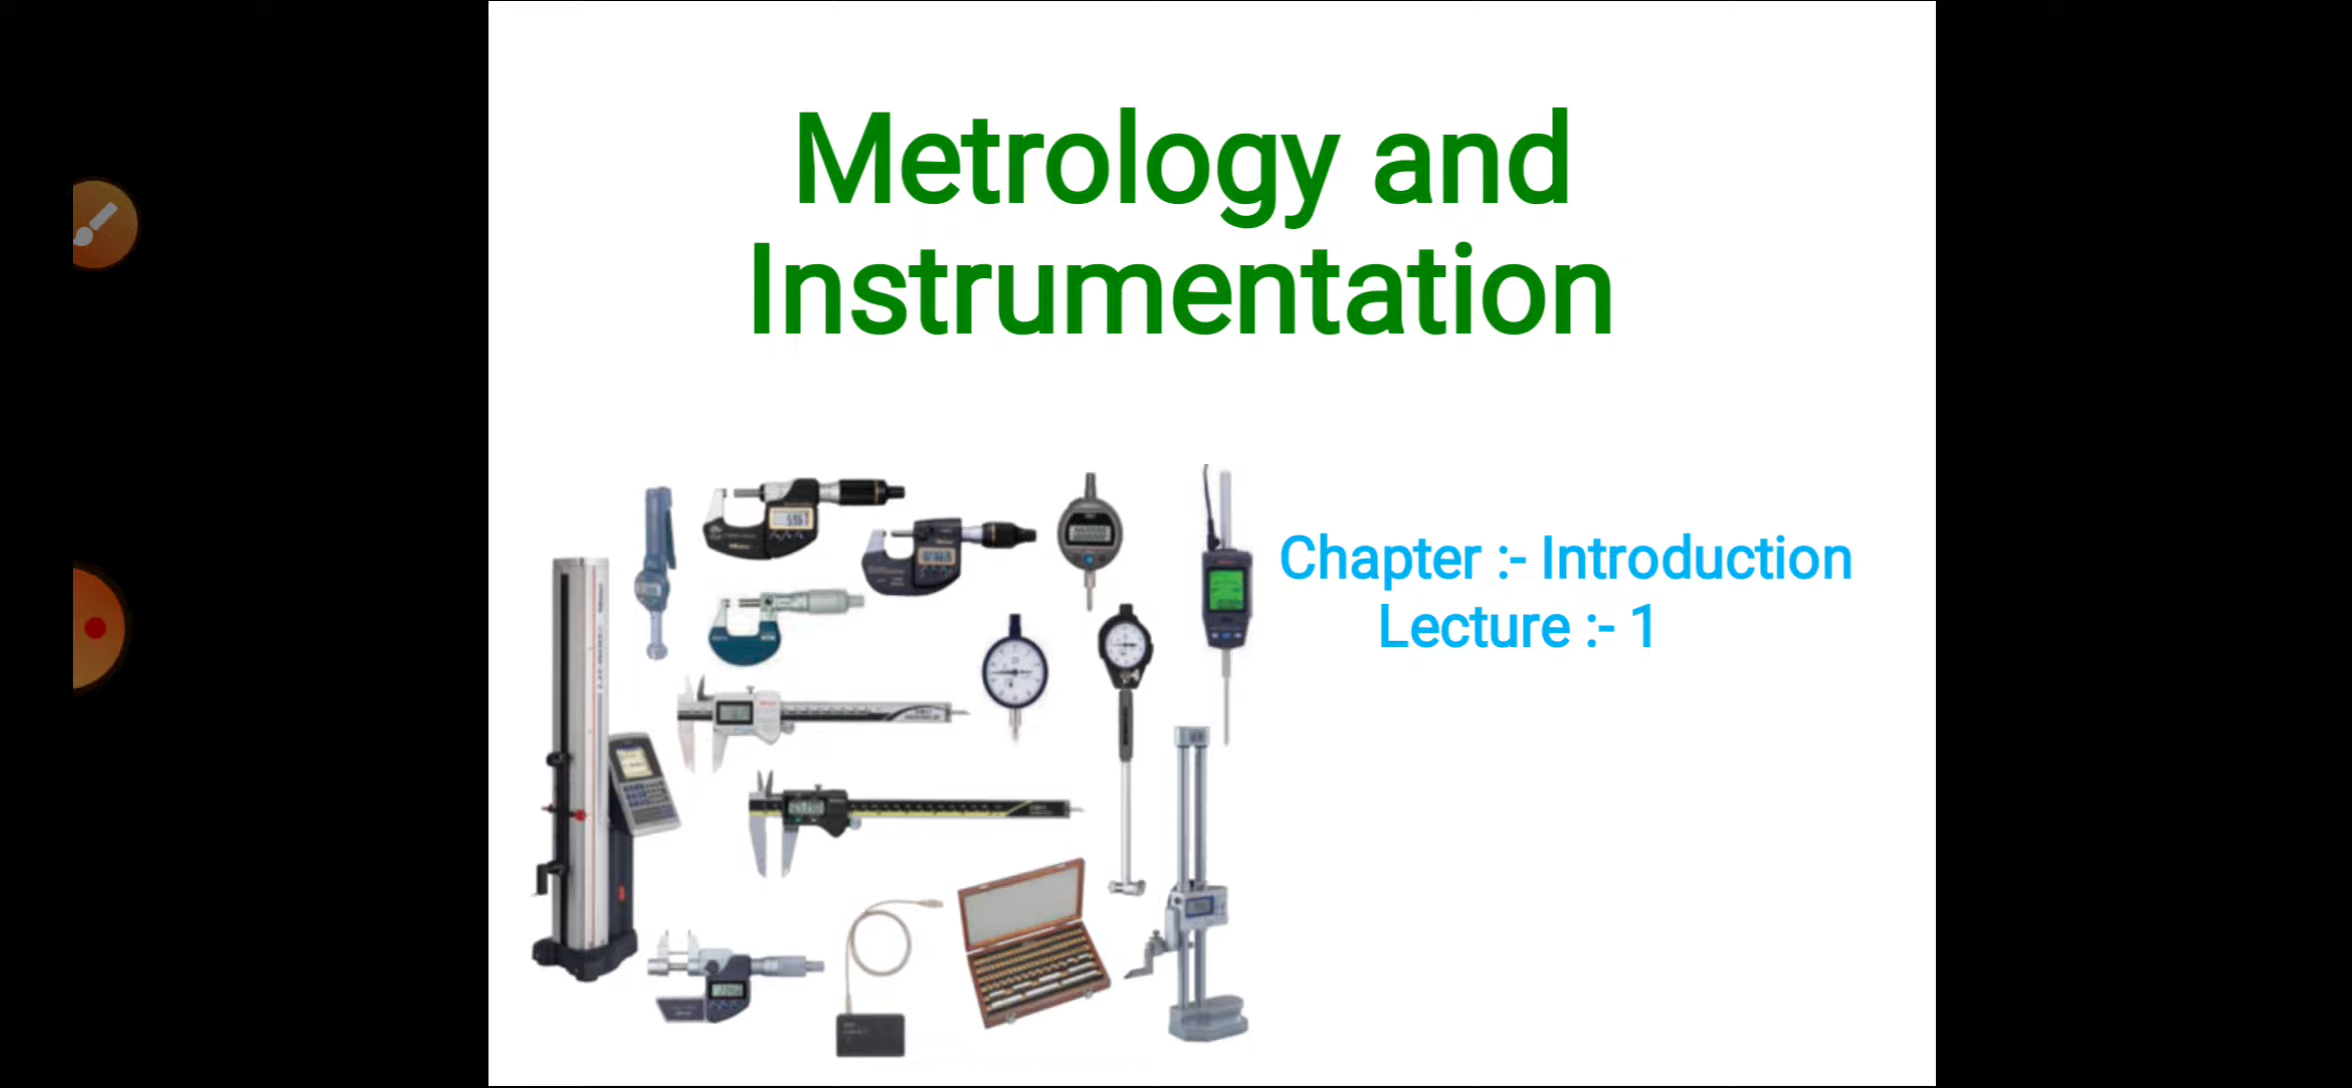 Metrology and
Instrumentation
Chapter :- Introduction
Lecture :- 1